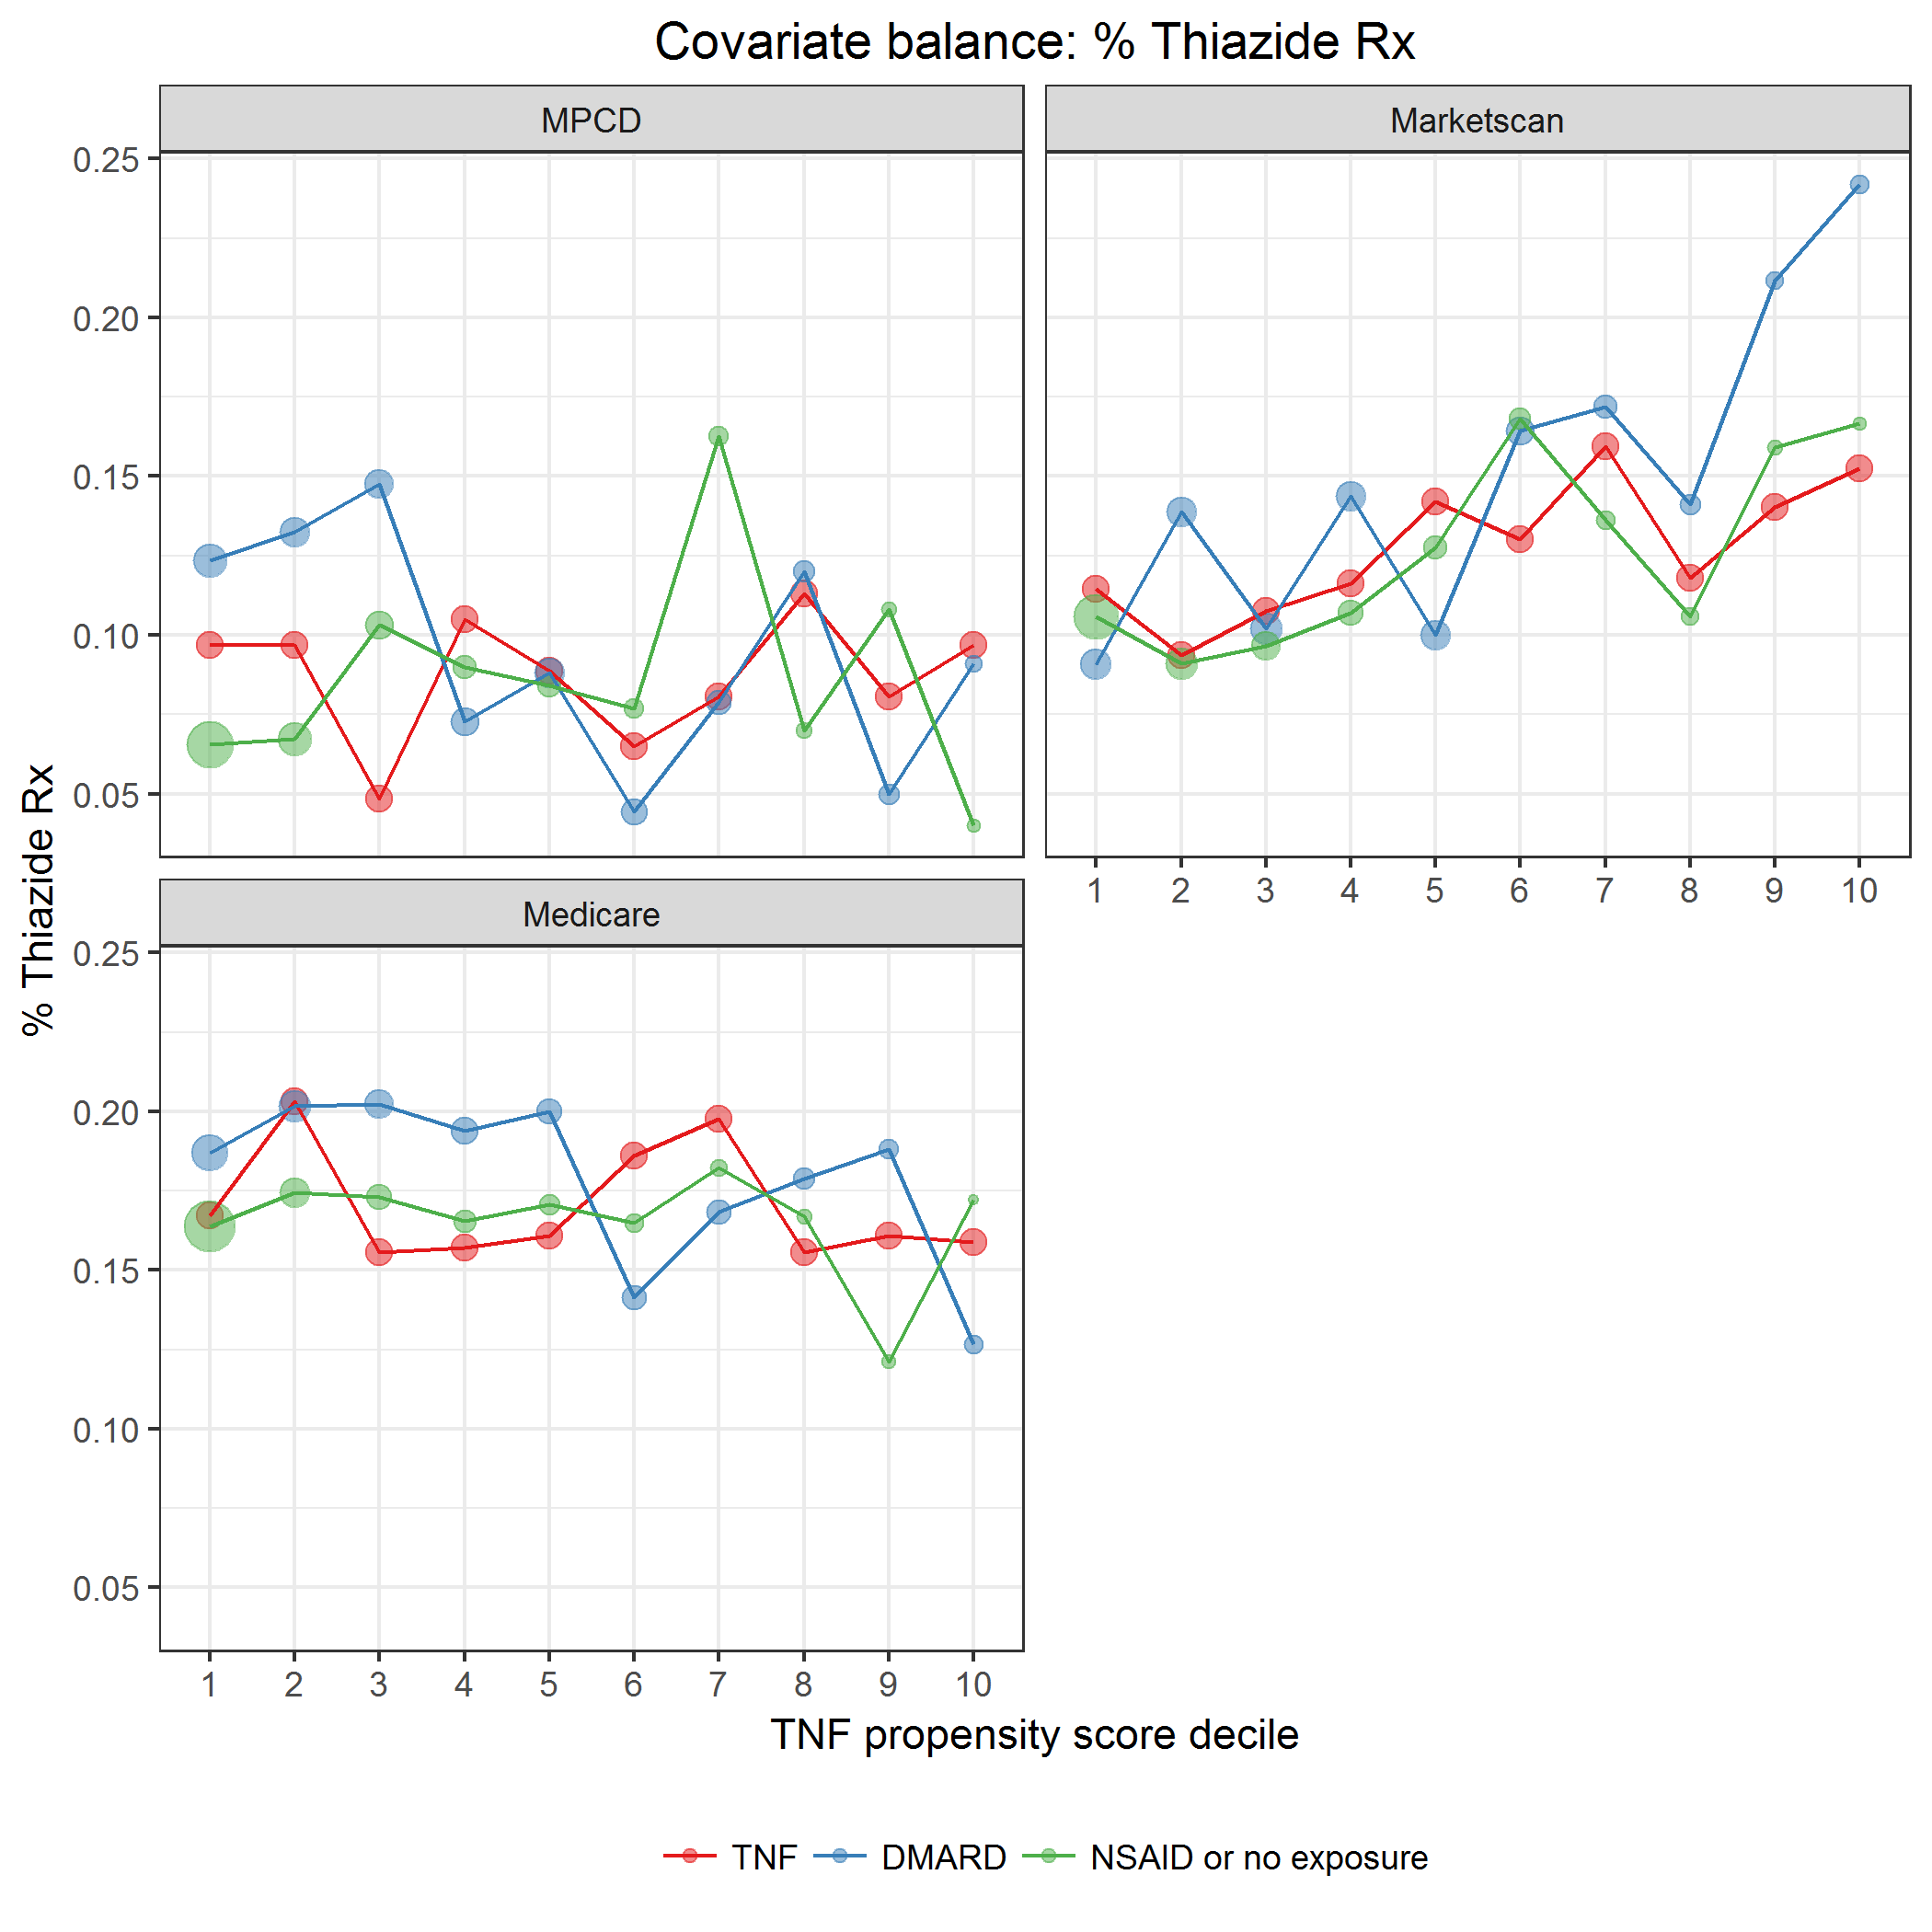 Covariate balance: % Thiazide Rx
MPCD
Marketscan
0.25
0.20
0.15
0.10
0.05
1 2 3 4 5 6 7 8 9 10
% Thiazide Rx
Medicare
0.25
0.20
0.15
0.10
0.05
1 2 3 4 5 6 7 8 9 10
TNF propensity score decile
TNF DMARD NSAID or no exposure